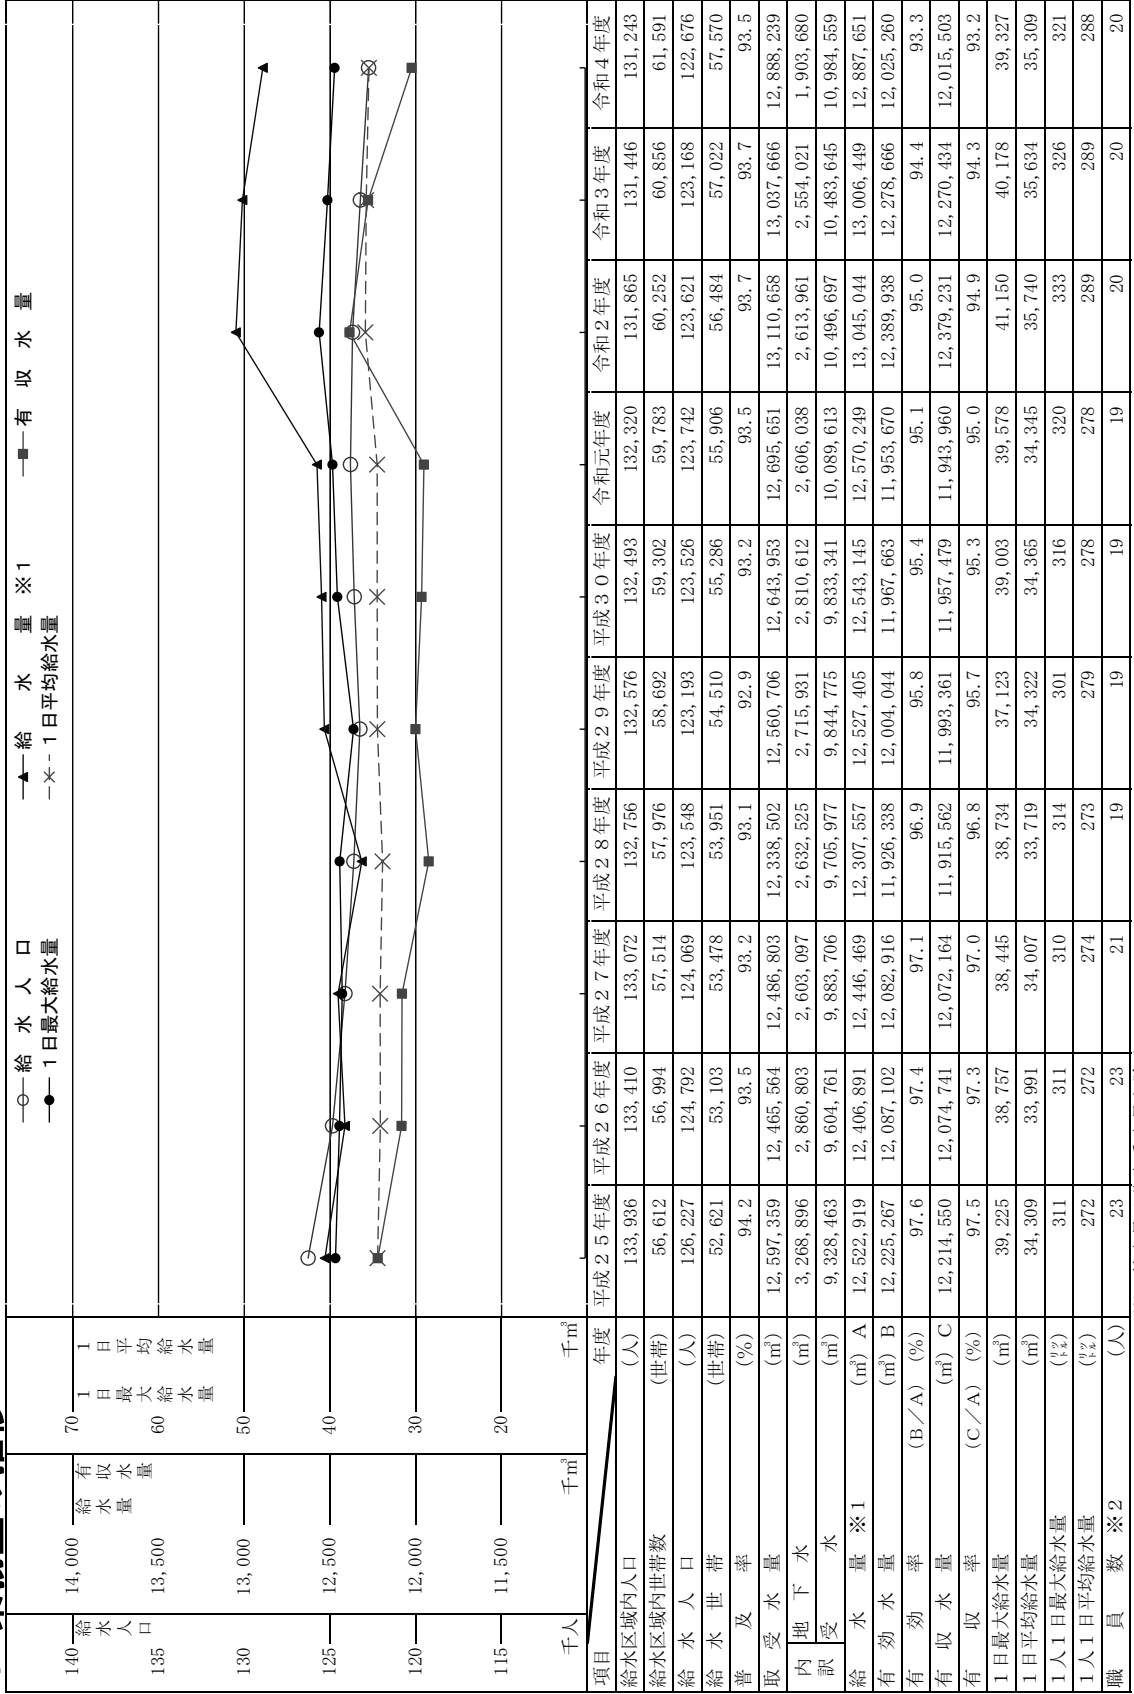 ○ 給水人口　▲ 給水量 ※1　■ 有収水量
● 1日最大給水量　× 1日平均給水量
給水人口　給水量　有収水量　1日最大給水量　1日平均給水量
140　14,000　70
135　13,500　60
130　13,000　50
125　12,500　40
120　12,000　30
115　11,500　20
千人　千m³　千m³
項目　年度　平成25年度　平成26年度　平成27年度　平成28年度　平成29年度　平成30年度　令和元年度　令和2年度　令和3年度　令和4年度
給水区域内人口 (人)　133,936　133,410　133,072　132,756　132,576　132,493　132,320　131,865　131,446　131,243
給水区域内世帯数 (世帯)　56,612　56,994　57,514　57,976　58,692　59,302　59,783　60,252　60,856　61,591
給水人口 (人)　126,227　124,792　124,069　123,548　123,193　123,526　123,742　123,621　123,168　122,676
給水世帯 (世帯)　52,621　53,103　53,478　53,951　54,510　55,286　55,906　56,484　57,022　57,570
普及率 (%)　94.2　93.5　93.2　93.1　92.9　93.2　93.5　93.7　93.7　93.5
取受水量 (m³)　12,597,359　12,465,564　12,486,803　12,338,502　12,560,706　12,643,953　12,695,651　13,110,658　13,037,666　12,888,239
内訳　地下水 (m³)　3,268,896　2,860,803　2,603,097　2,632,525　2,715,931　2,810,612　2,606,038　2,613,961　2,554,021　1,903,680
受水 (m³)　9,328,463　9,604,761　9,883,706　9,705,977　9,844,775　9,833,341　10,089,613　10,496,697　10,483,645　10,984,559
給水量 ※1 (m³) A　12,522,919　12,406,891　12,446,469　12,307,557　12,527,405　12,543,145　12,570,249　13,045,044　13,006,449　12,887,651
有効水量 (m³) B　12,225,267　12,087,102　12,082,916　11,926,338　12,004,044　11,967,663　11,953,670　12,389,938　12,278,666　12,025,260
有効率 (B/A) (%)　97.6　97.4　97.1　96.9　95.8　95.4　95.1　95.0　94.4　93.3
有収水量 (m³) C　12,214,550　12,074,741　12,072,164　11,915,562　11,993,361　11,957,479　11,943,960　12,379,231　12,270,434　12,015,503
有収率 (C/A) (%)　97.5　97.3　97.0　96.8　95.7　95.3　95.0　94.9　94.3　93.2
1日最大給水量 (m³)　39,225　38,757　38,445　38,734　37,123　39,003　39,578　41,150　40,178　39,327
1日平均給水量 (m³)　34,309　33,991　34,007　33,719　34,322　34,365　34,345　35,740　35,634　35,309
1人1日最大給水量 (リットル)　311　311　310　314　301　316　320　333　326　321
1人1日平均給水量 (リットル)　272　272　274　273　279　278　278　289　289　288
職員数 ※2 (人)　23　23　21　19　19　19　19　20　20　20